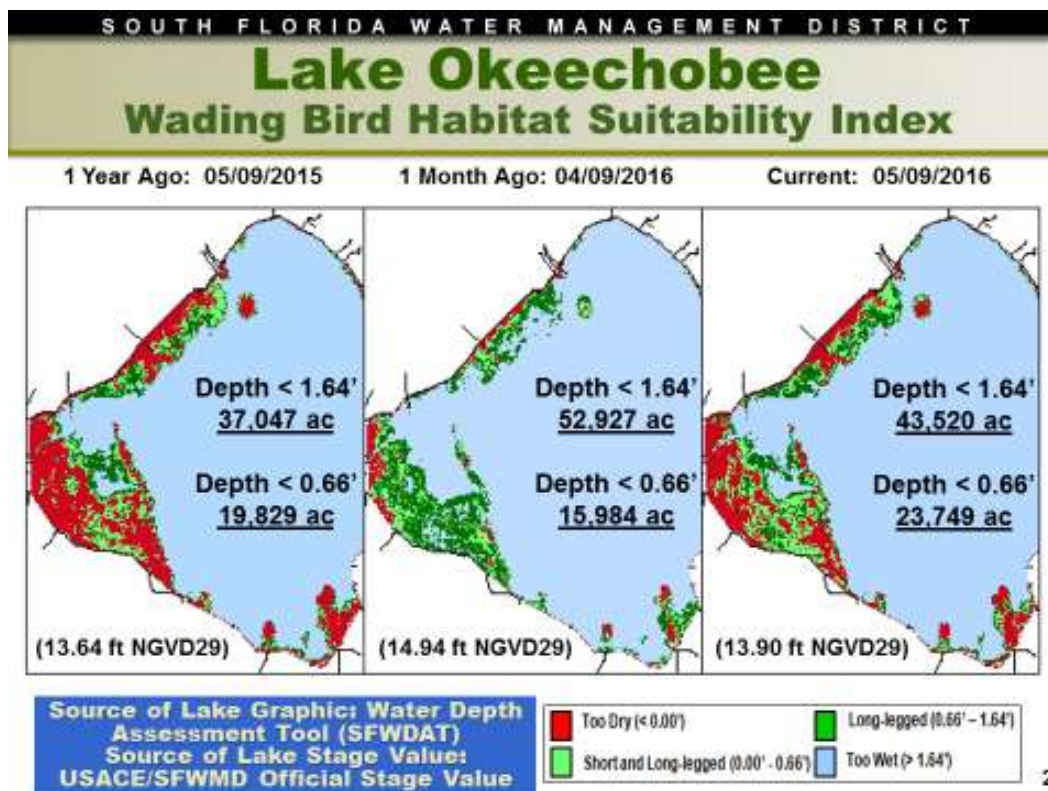 SOUTH FLORIDA WATER MANAGEMENT DISTRICT
Lake Okeechobee
Wading Bird Habitat Suitability Index
1 Year Ago: 05/09/2015
1 Month Ago: 04/09/2016
Current: 05/09/2016
Depth < 1.64'
37,047 ac
Depth < 0.66'
19,829 ac
(13.64 ft NGVD29)
Depth < 1.64'
52,927 ac
Depth < 0.66'
15,984 ac
(14.94 ft NGVD29)
Depth < 1.64'
43,520 ac
Depth < 0.66'
23,749 ac
(13.90 ft NGVD29)
Source of Lake Graphic: Water Depth
Assessment Tool (SFWDAT)
Source of Lake Stage Value:
USACE/SFWMD Official Stage Value
Too Dry (< 0.00')
Short and Long-legged (0.00' - 0.66')
Long-legged (0.66' – 1.64')
Too Wet (> 1.64')